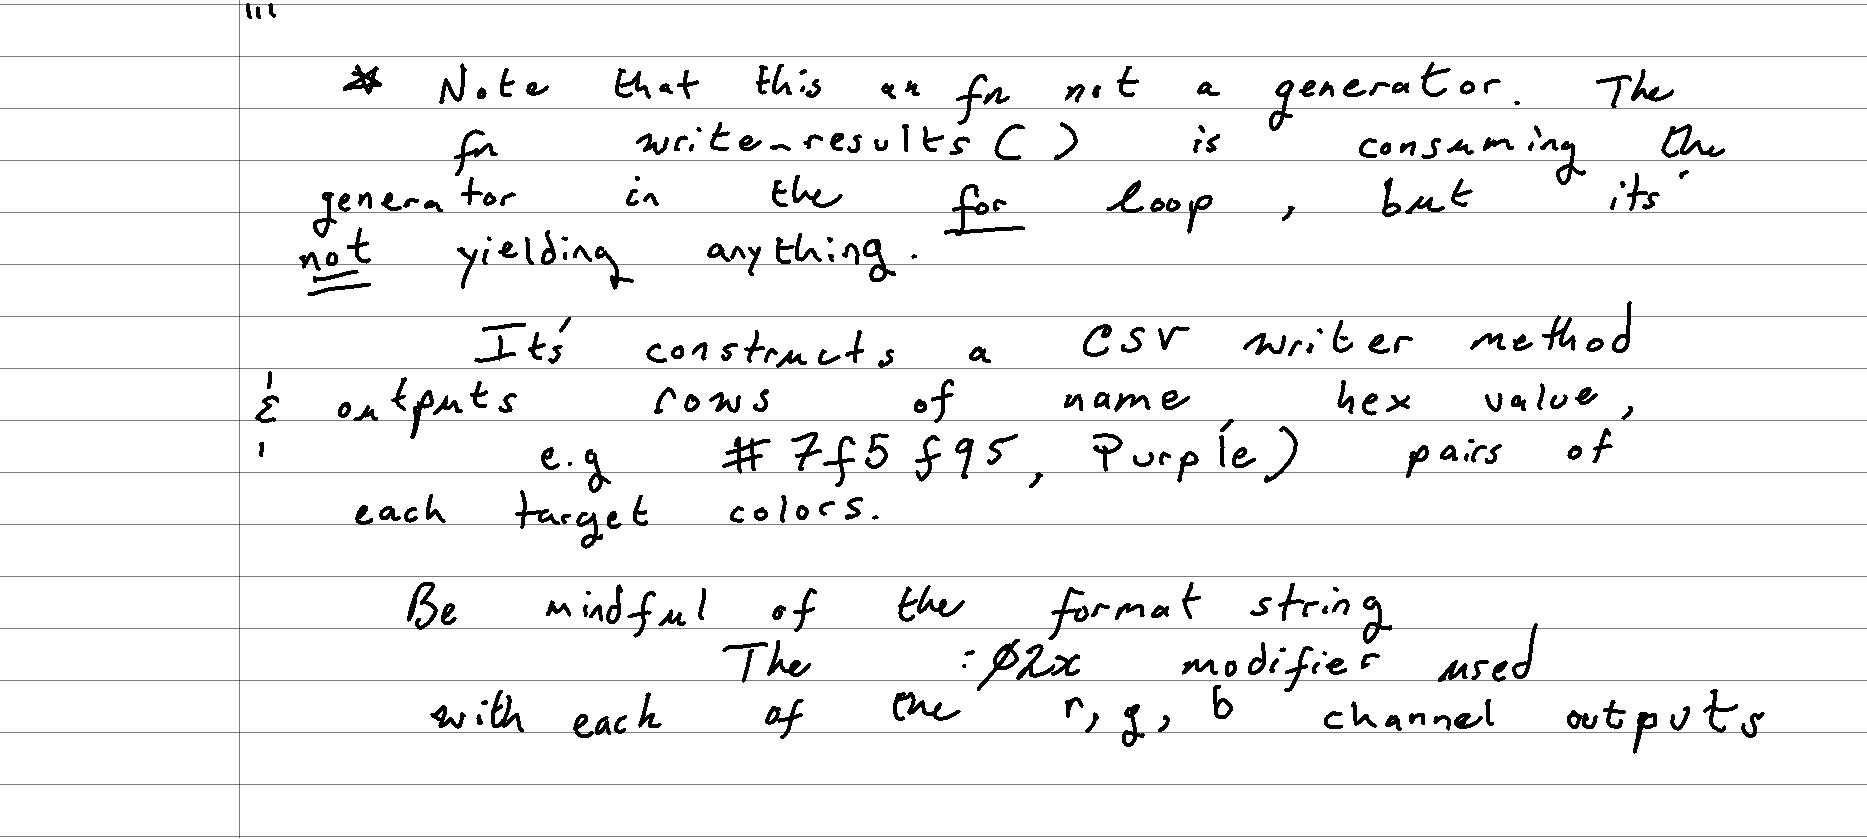 * Note that this an fn not a generator. The
fn write_results() is consuming the
generator in the for loop, but its'
not yielding anything.
It's constructs a CSV writer method
& outputs rows of name, hex value,
e.g #7f5f95, Purple) pairs of
each target colors.
Be mindful of the format string
The :02x modifier used
with each of the r, g, b channel outputs